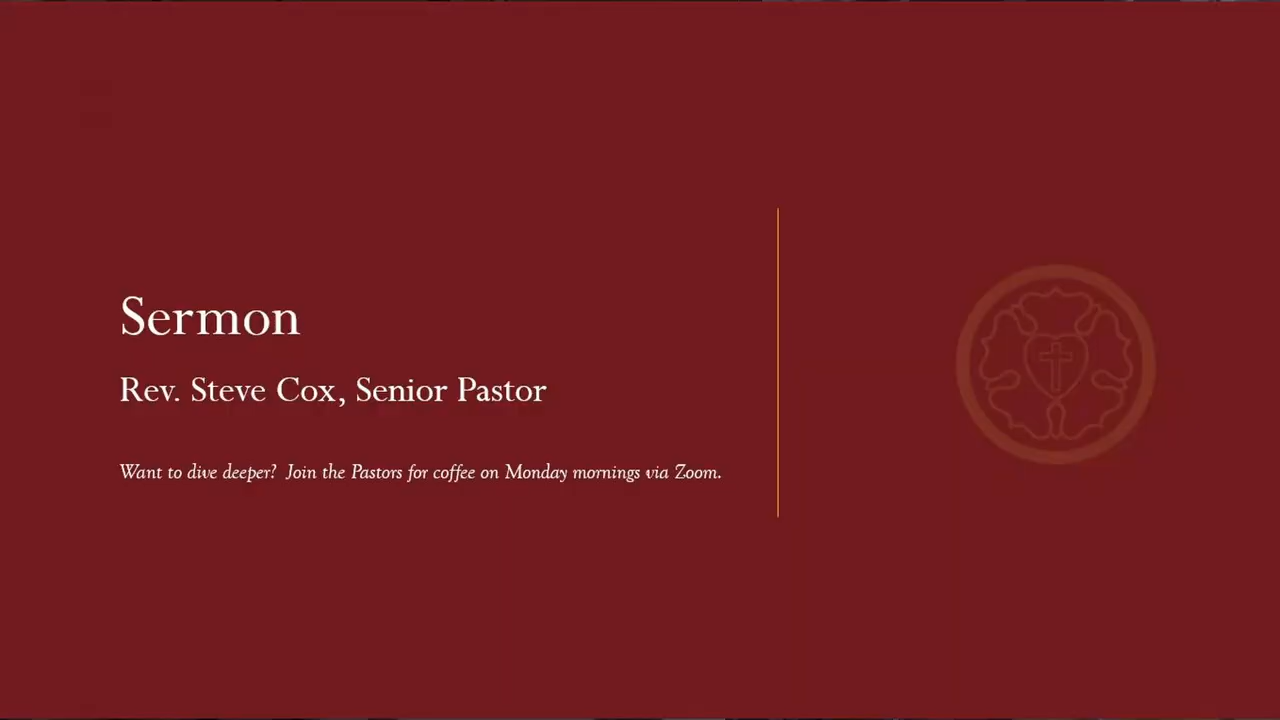 Sermon
Rev. Steve Cox, Senior Pastor
Want to dive deeper?  Join the Pastors for coffee on Monday mornings via Zoom.